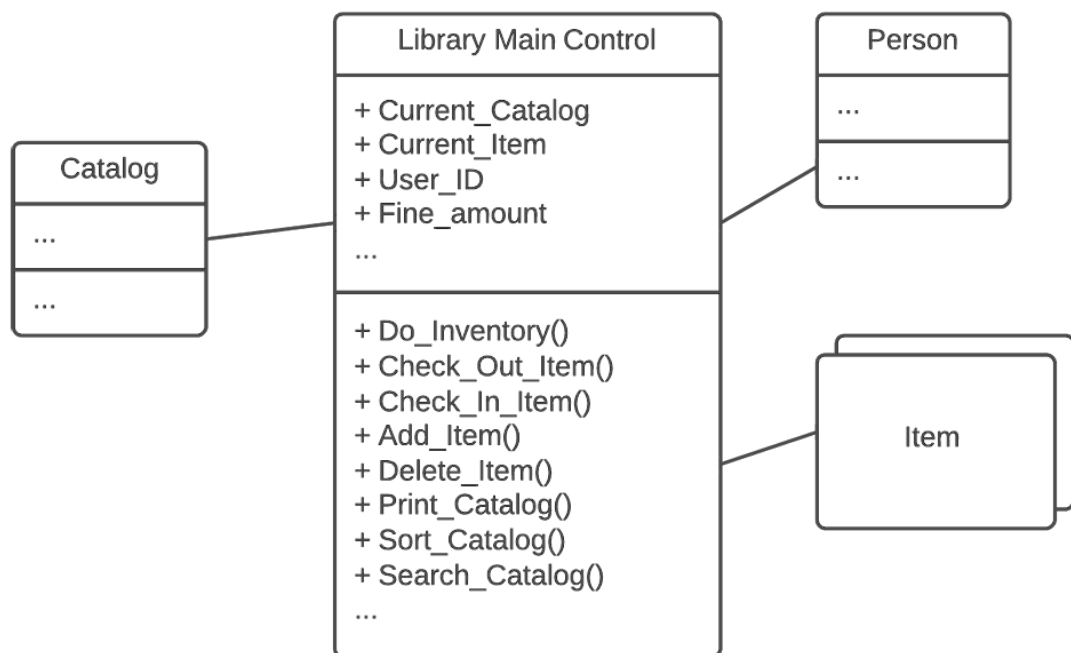 Catalog
...
...
Library Main Control
+ Current_Catalog
+ Current_Item
+ User_ID
+ Fine_amount
...
+ Do_Inventory()
+ Check_Out_Item()
+ Check_In_Item()
+ Add_Item()
+ Delete_Item()
+ Print_Catalog()
+ Sort_Catalog()
+ Search_Catalog()
...
Person
...
...
Item